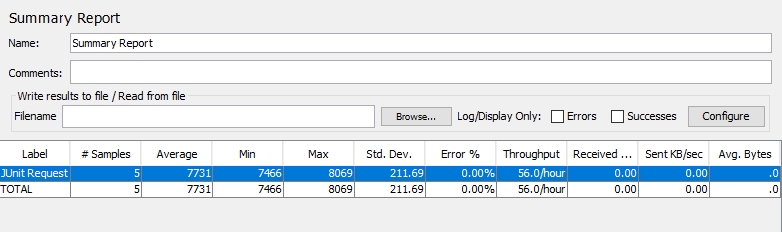 Summary Report
Name: Summary Report
Comments:
Write results to file / Read from file
Filename Browse... Log/Display Only: Errors Successes Configure
Label # Samples Average Min Max Std. Dev. Error % Throughput Received ... Sent KB/sec Avg. Bytes
JUnit Request 5 7731 7466 8069 211.69 0.00% 56.0/hour 0.00 0.00 .0
TOTAL 5 7731 7466 8069 211.69 0.00% 56.0/hour 0.00 0.00 .0